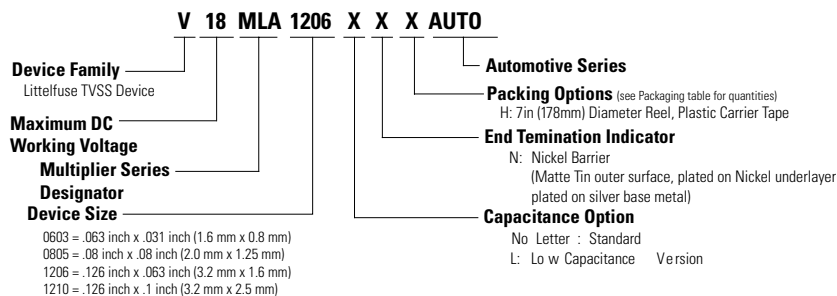 V 18 MLA 1206 X X X AUTO
Device Family
Littelfuse TVSS Device
Maximum DC
Working Voltage
Multiplier Series
Designator
Device Size
0603 = .063 inch x .031 inch (1.6 mm x 0.8 mm)
0805 = .08 inch x .08 inch (2.0 mm x 1.25 mm)
1206 = .126 inch x .063 inch (3.2 mm x 1.6 mm)
1210 = .126 inch x .1 inch (3.2 mm x 2.5 mm)
Automotive Series
Packing Options (see Packaging table for quantities)
H: 7in (178mm) Diameter Reel, Plastic Carrier Tape
End Temination Indicator
N: Nickel Barrier
(Matte Tin outer surface, plated on Nickel underlayer
plated on silver base metal)
Capacitance Option
No Letter : Standard
L: Lo w Capacitance Ve rsion